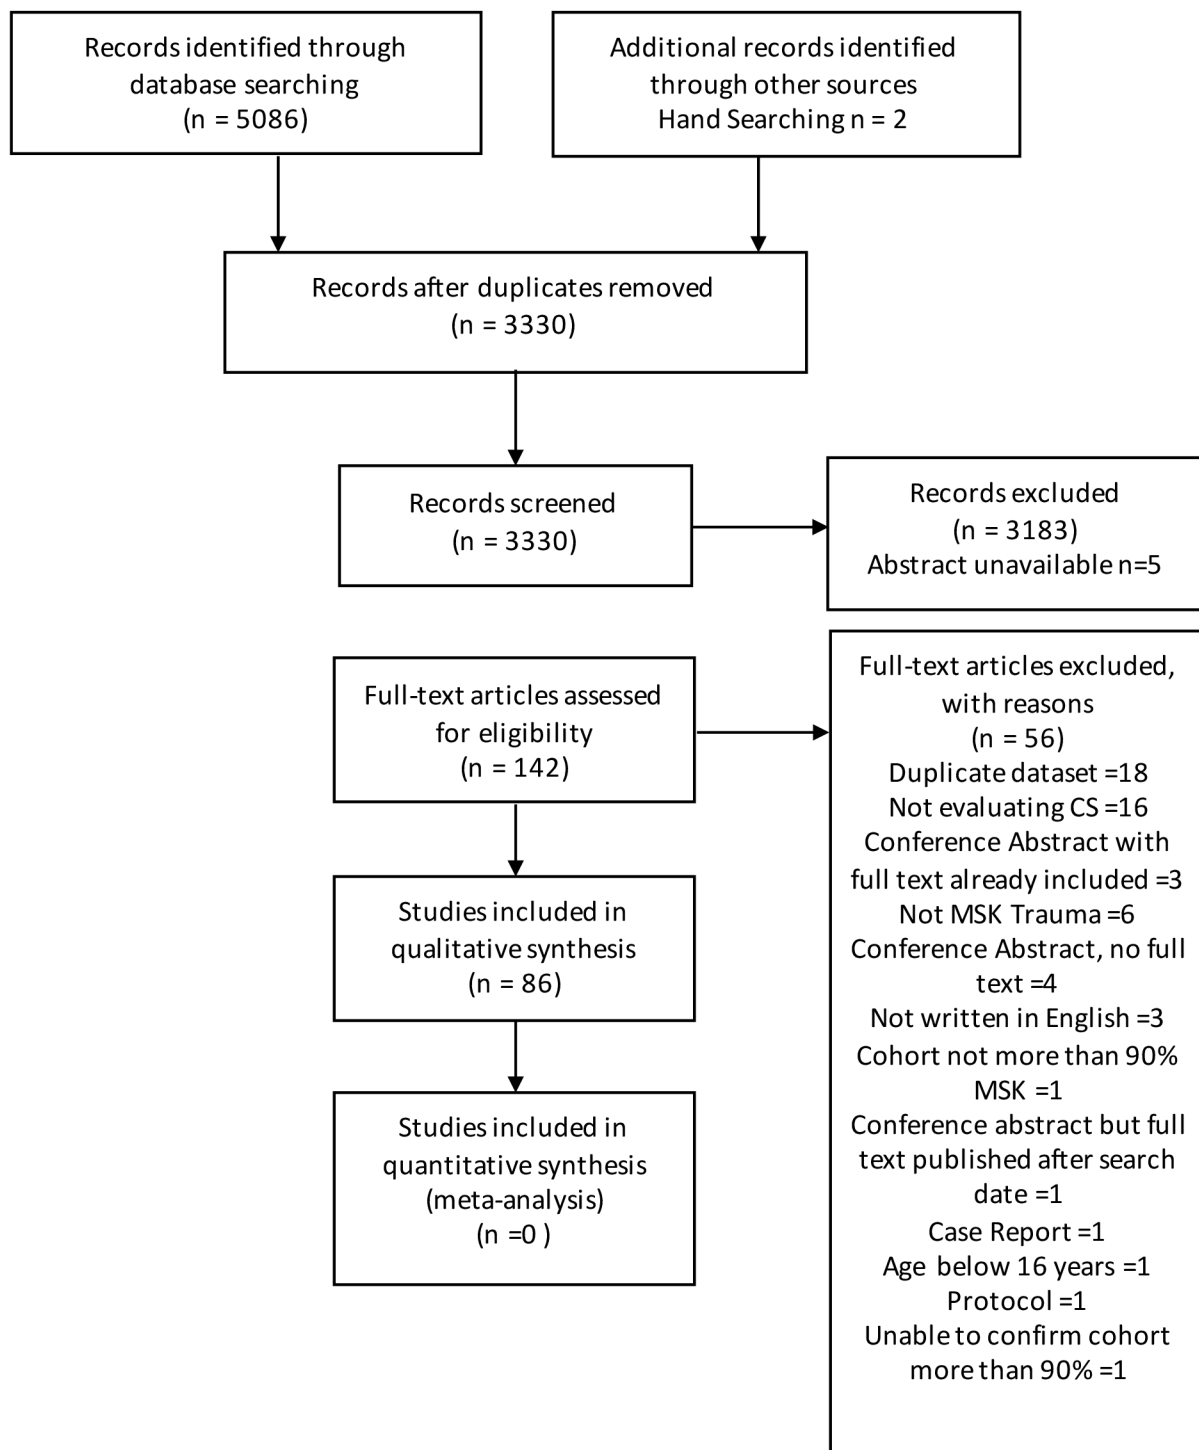 Records identified through
database searching
(n = 5086)
Additional records identified
through other sources
Hand Searching n = 2
Records after duplicates removed
(n = 3330)
Records screened
(n = 3330)
Records excluded
(n = 3183)
Abstract unavailable n=5
Full-text articles assessed
for eligibility
(n = 142)
Full-text articles excluded,
with reasons
(n = 56)
Duplicate dataset =18
Not evaluating CS =16
Conference Abstract with
full text already included =3
Not MSK Trauma =6
Conference Abstract, no full
text =4
Not written in English =3
Cohort not more than 90%
MSK =1
Conference abstract but full
text published after search
date =1
Case Report =1
Age below 16 years =1
Protocol =1
Unable to confirm cohort
more than 90% =1
Studies included in
qualitative synthesis
(n = 86)
Studies included in
quantitative synthesis
(meta-analysis)
(n =0 )